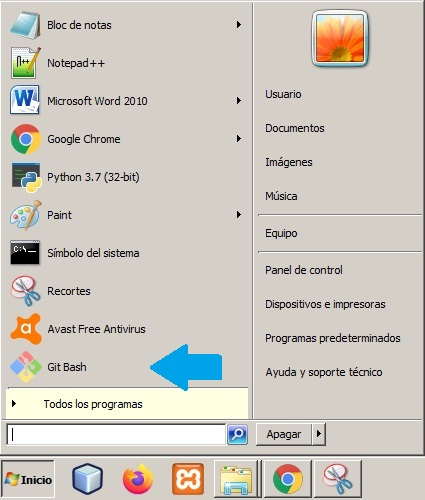 Bloc de notas
Notepad++
Microsoft Word 2010
Google Chrome
Python 3.7 (32-bit)
Paint
Símbolo del sistema
Recortes
Avast Free Antivirus
Git Bash
Todos los programas
Usuario
Documentos
Imágenes
Música
Equipo
Panel de control
Dispositivos e impresoras
Programas predeterminados
Ayuda y soporte técnico
Apagar
Inicio